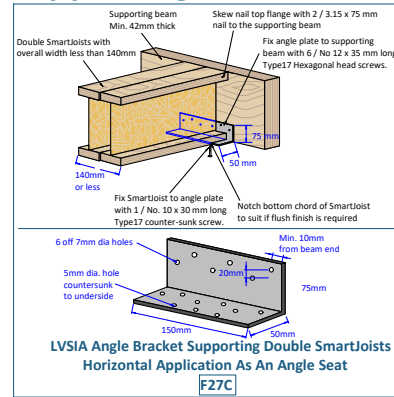 Supporting beam
Min. 42mm thick
Skew nail top flange with 2 / 3.15 x 75 mm
nail to the supporting beam
Double SmartJoists with
overall width less than 140mm
Fix angle plate to supporting
beam with 6 / No 12 x 35 mm long
Type17 Hexagonal head screws.
75 mm
50 mm
140mm
or less
Fix SmartJoist to angle plate
with 1 / No. 10 x 30 mm long
Type17 counter-sunk screw.
Notch bottom chord of SmartJoist
to suit if flush finish is required
6 off 7mm dia holes
Min. 10mm
from beam end
20mm
75mm
5mm dia. hole
countersunk
to underside
150mm
50mm
LVSIA Angle Bracket Supporting Double SmartJoists
Horizontal Application As An Angle Seat
F27C